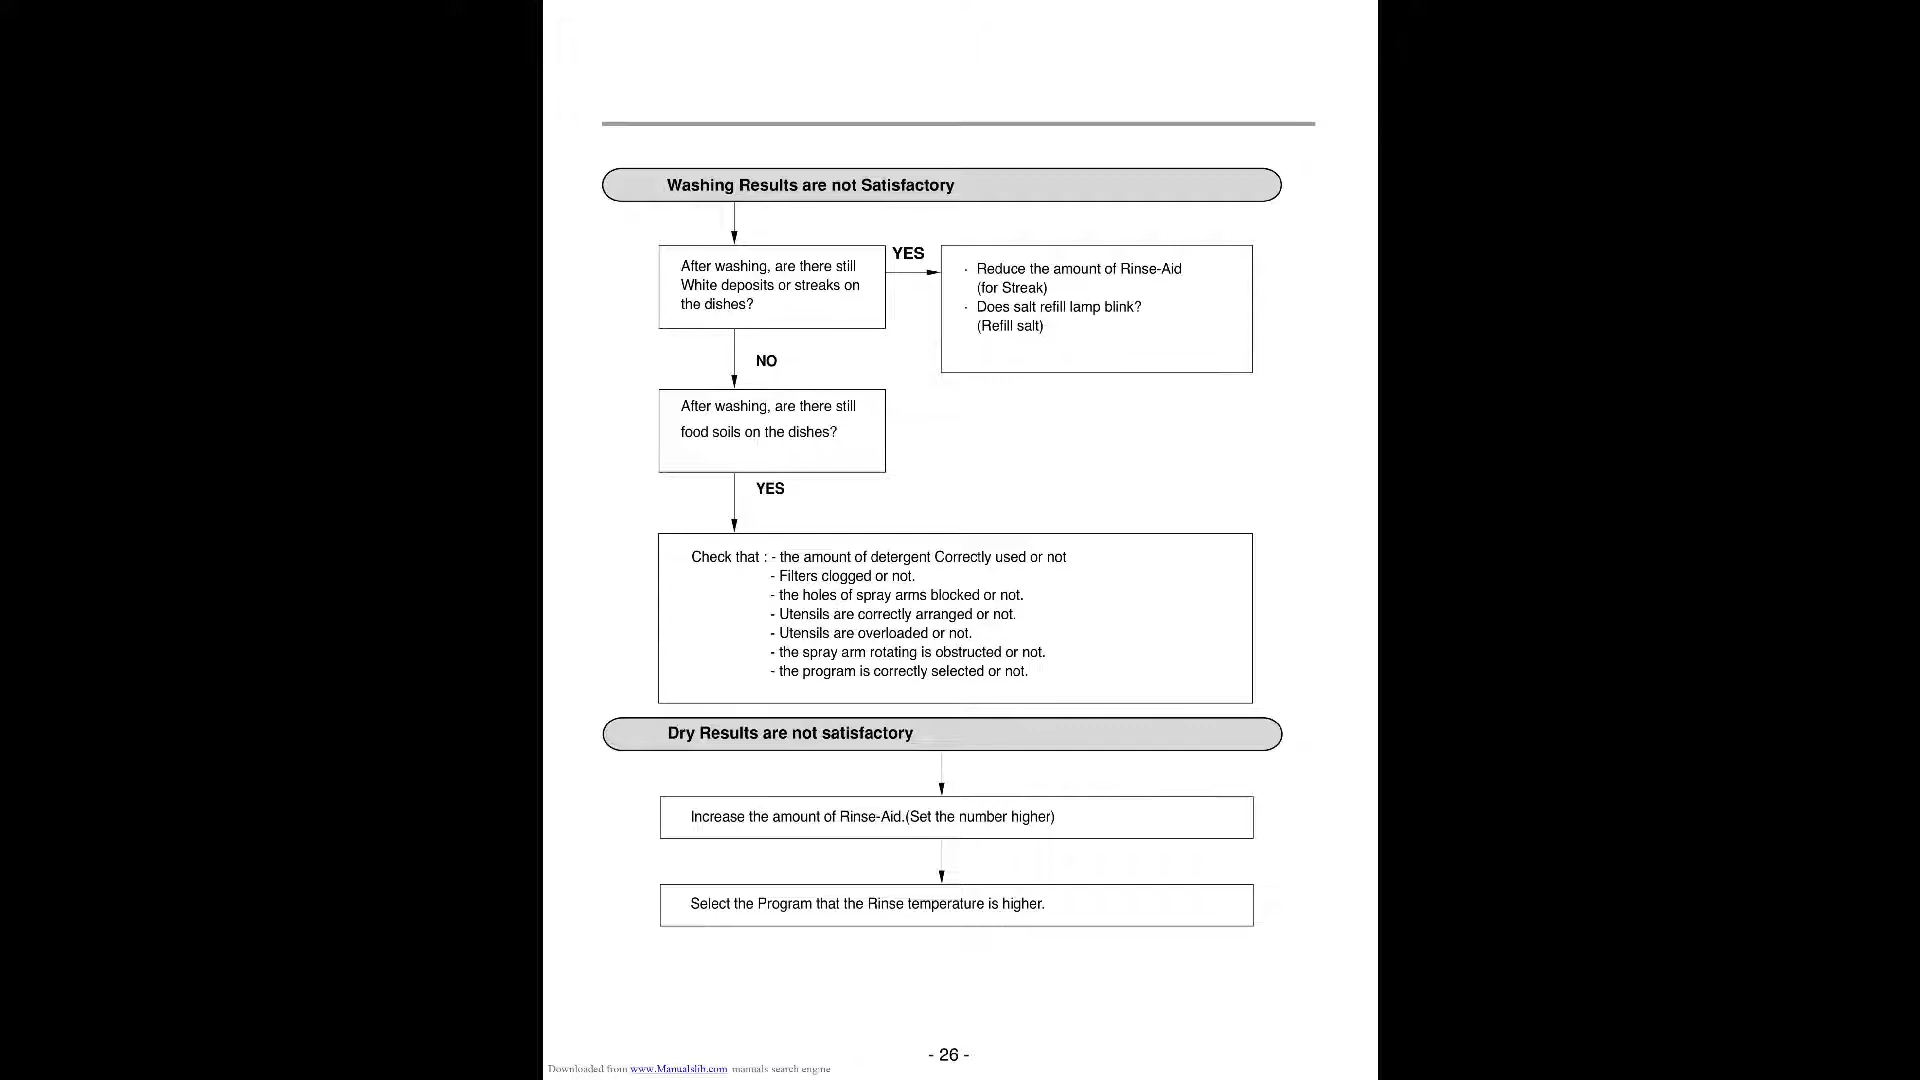 Washing Results are not Satisfactory
After washing, are there still
White deposits or streaks on
the dishes?
YES
· Reduce the amount of Rinse-Aid
(for Streak)
· Does salt refill lamp blink?
(Refill salt)
NO
After washing, are there still
food soils on the dishes?
YES
Check that : - the amount of detergent Correctly used or not
- Filters clogged or not.
- the holes of spray arms blocked or not.
- Utensils are correctly arranged or not.
- Utensils are overloaded or not.
- the spray arm rotating is obstructed or not.
- the program is correctly selected or not.
Dry Results are not satisfactory
Increase the amount of Rinse-Aid.(Set the number higher)
Select the Program that the Rinse temperature is higher.
- 26 -
Downloaded from www.Manualslib.com manuals search engine